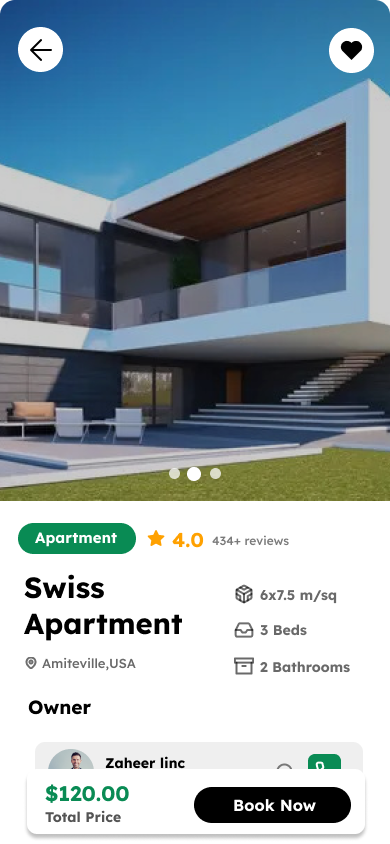 Apartment
4.0
434+ reviews
Swiss
Apartment
6x7.5 m/sq
3 Beds
Amiteville,USA
2 Bathrooms
Owner
Zaheer linc
$120.00
Total Price
Book Now